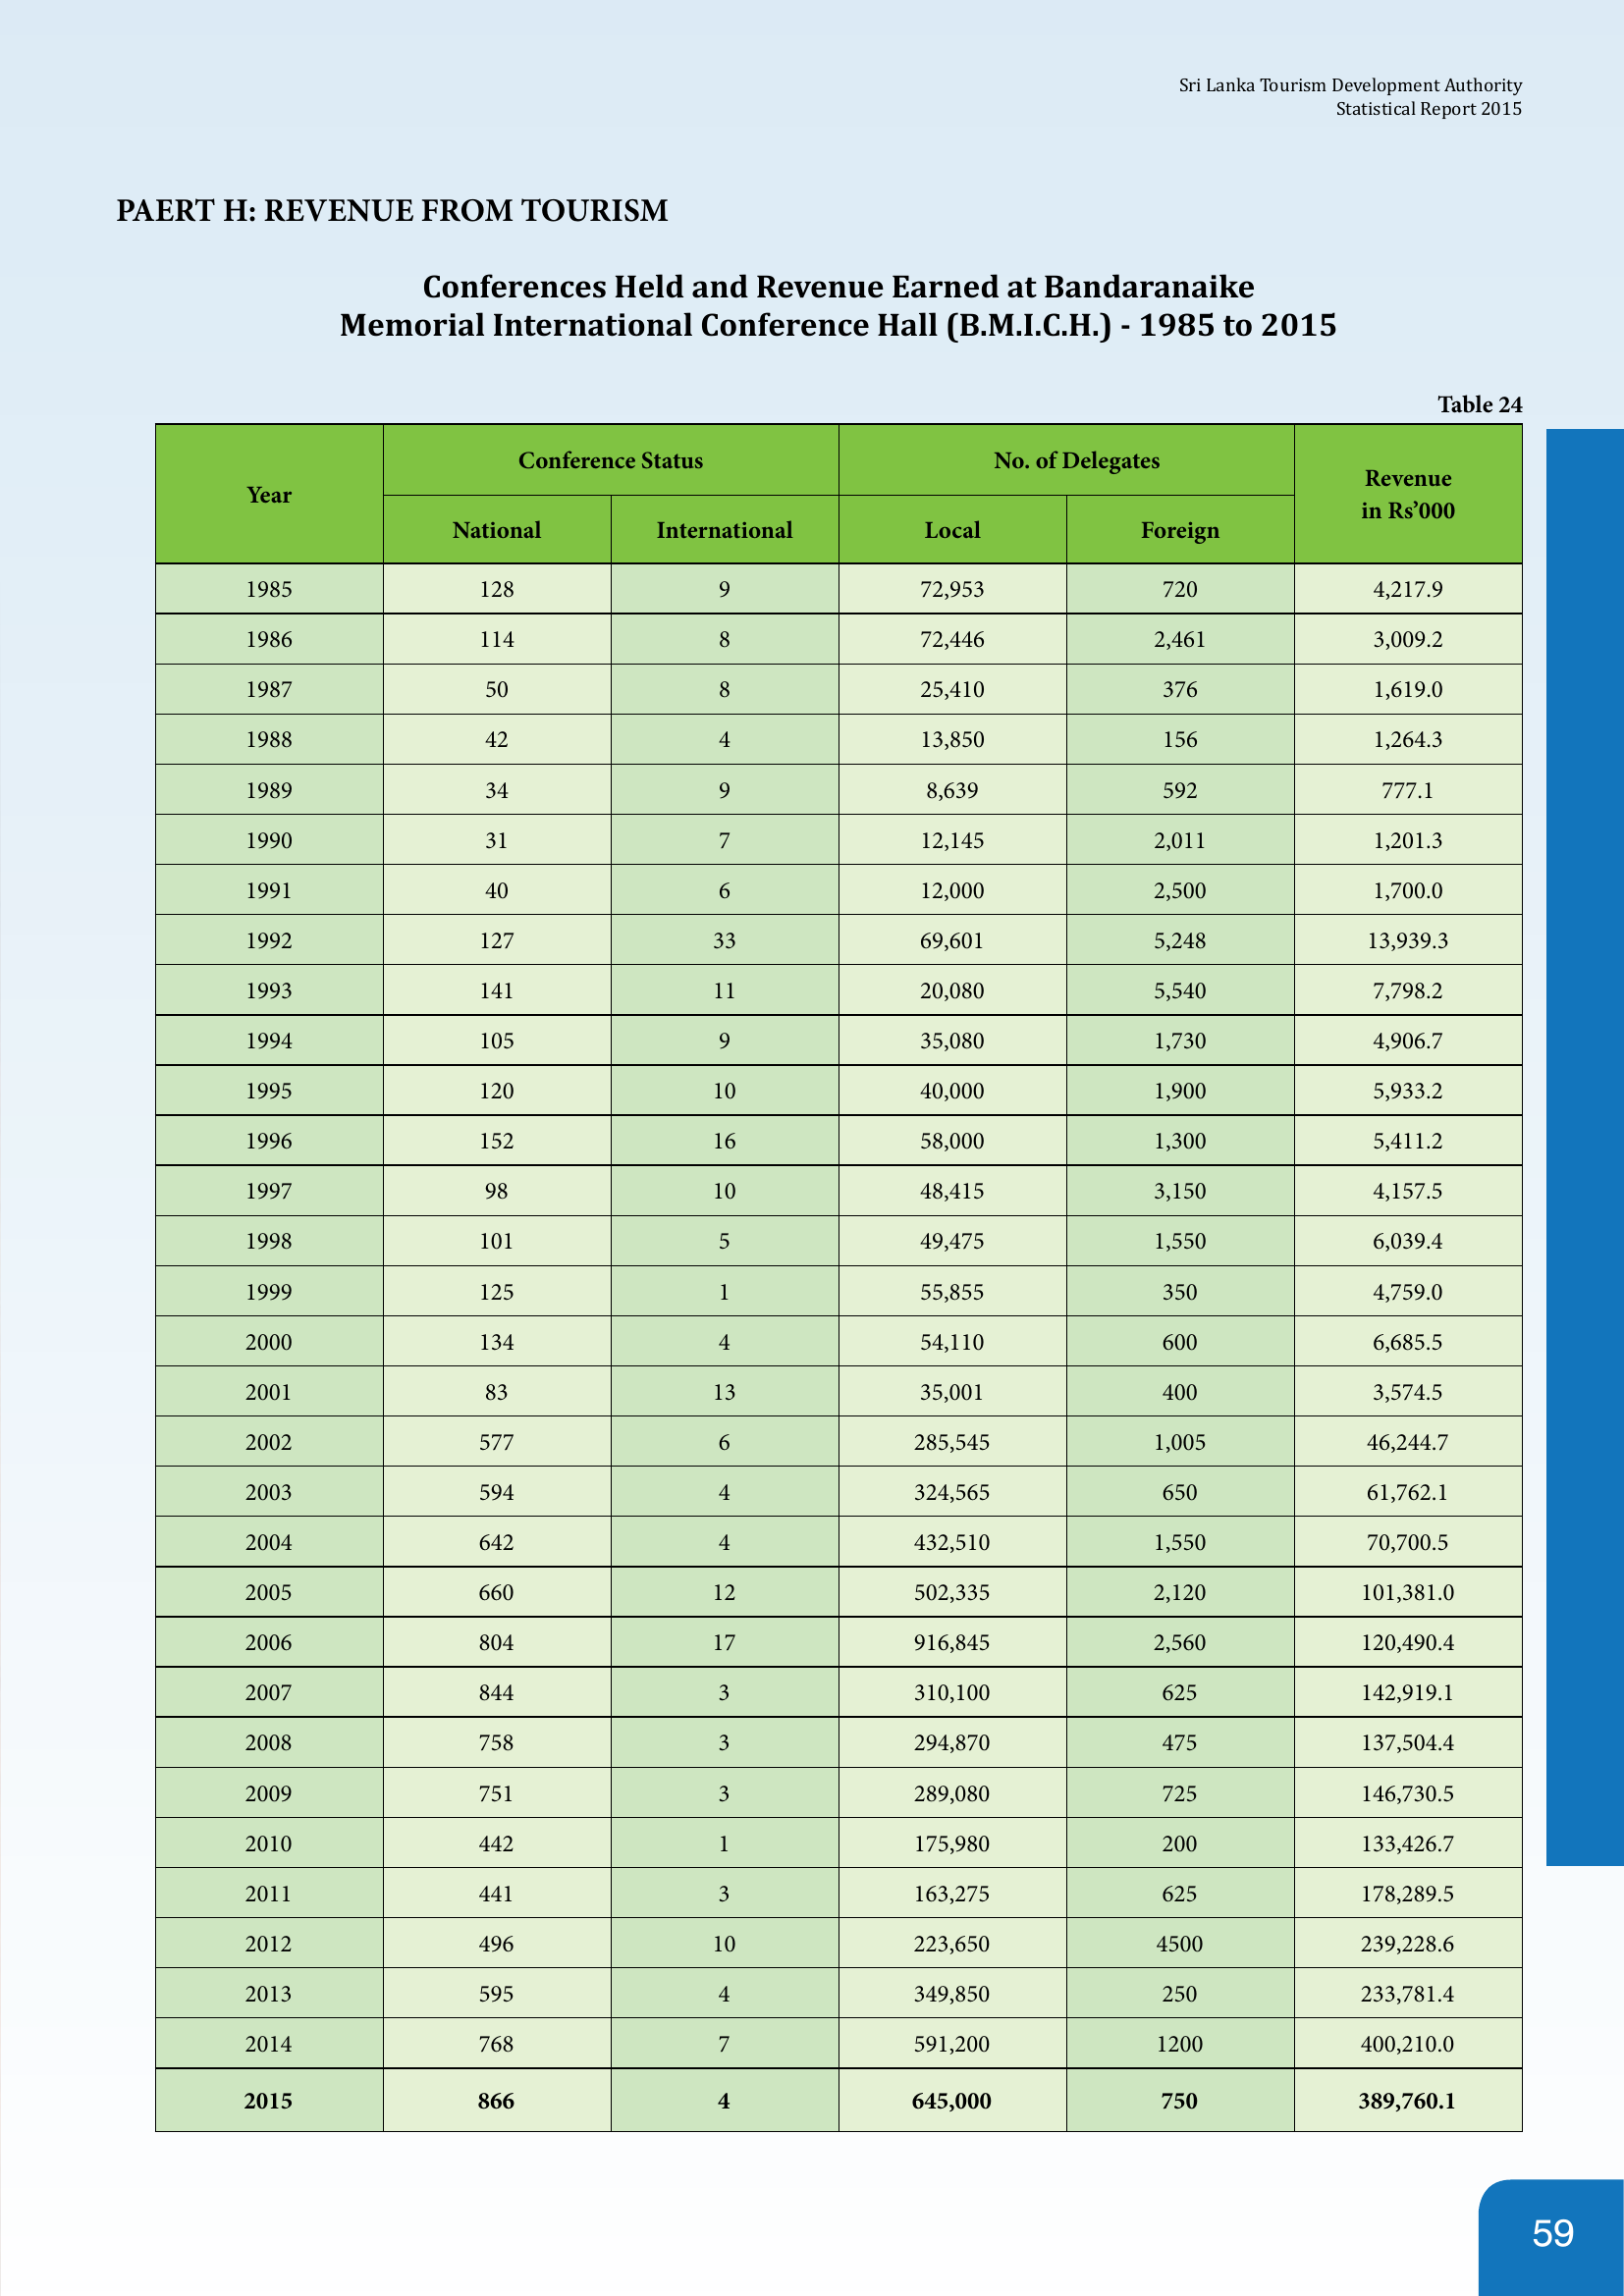 Sri Lanka Tourism Development Authority
Statistical Report 2015
PAERT H: REVENUE FROM TOURISM
Conferences Held and Revenue Earned at Bandaranaike
Memorial International Conference Hall (B.M.I.C.H.) - 1985 to 2015
Table 24
Year Conference Status No. of Delegates Revenue in Rs’000
National International Local Foreign
1985 128 9 72,953 720 4,217.9
1986 114 8 72,446 2,461 3,009.2
1987 50 8 25,410 376 1,619.0
1988 42 4 13,850 156 1,264.3
1989 34 9 8,639 592 777.1
1990 31 7 12,145 2,011 1,201.3
1991 40 6 12,000 2,500 1,700.0
1992 127 33 69,601 5,248 13,939.3
1993 141 11 20,080 5,540 7,798.2
1994 105 9 35,080 1,730 4,906.7
1995 120 10 40,000 1,900 5,933.2
1996 152 16 58,000 1,300 5,411.2
1997 98 10 48,415 3,150 4,157.5
1998 101 5 49,475 1,550 6,039.4
1999 125 1 55,855 350 4,759.0
2000 134 4 54,110 600 6,685.5
2001 83 13 35,001 400 3,574.5
2002 577 6 285,545 1,005 46,244.7
2003 594 4 324,565 650 61,762.1
2004 642 4 432,510 1,550 70,700.5
2005 660 12 502,335 2,120 101,381.0
2006 804 17 916,845 2,560 120,490.4
2007 844 3 310,100 625 142,919.1
2008 758 3 294,870 475 137,504.4
2009 751 3 289,080 725 146,730.5
2010 442 1 175,980 200 133,426.7
2011 441 3 163,275 625 178,289.5
2012 496 10 223,650 4500 239,228.6
2013 595 4 349,850 250 233,781.4
2014 768 7 591,200 1200 400,210.0
2015 866 4 645,000 750 389,760.1
59